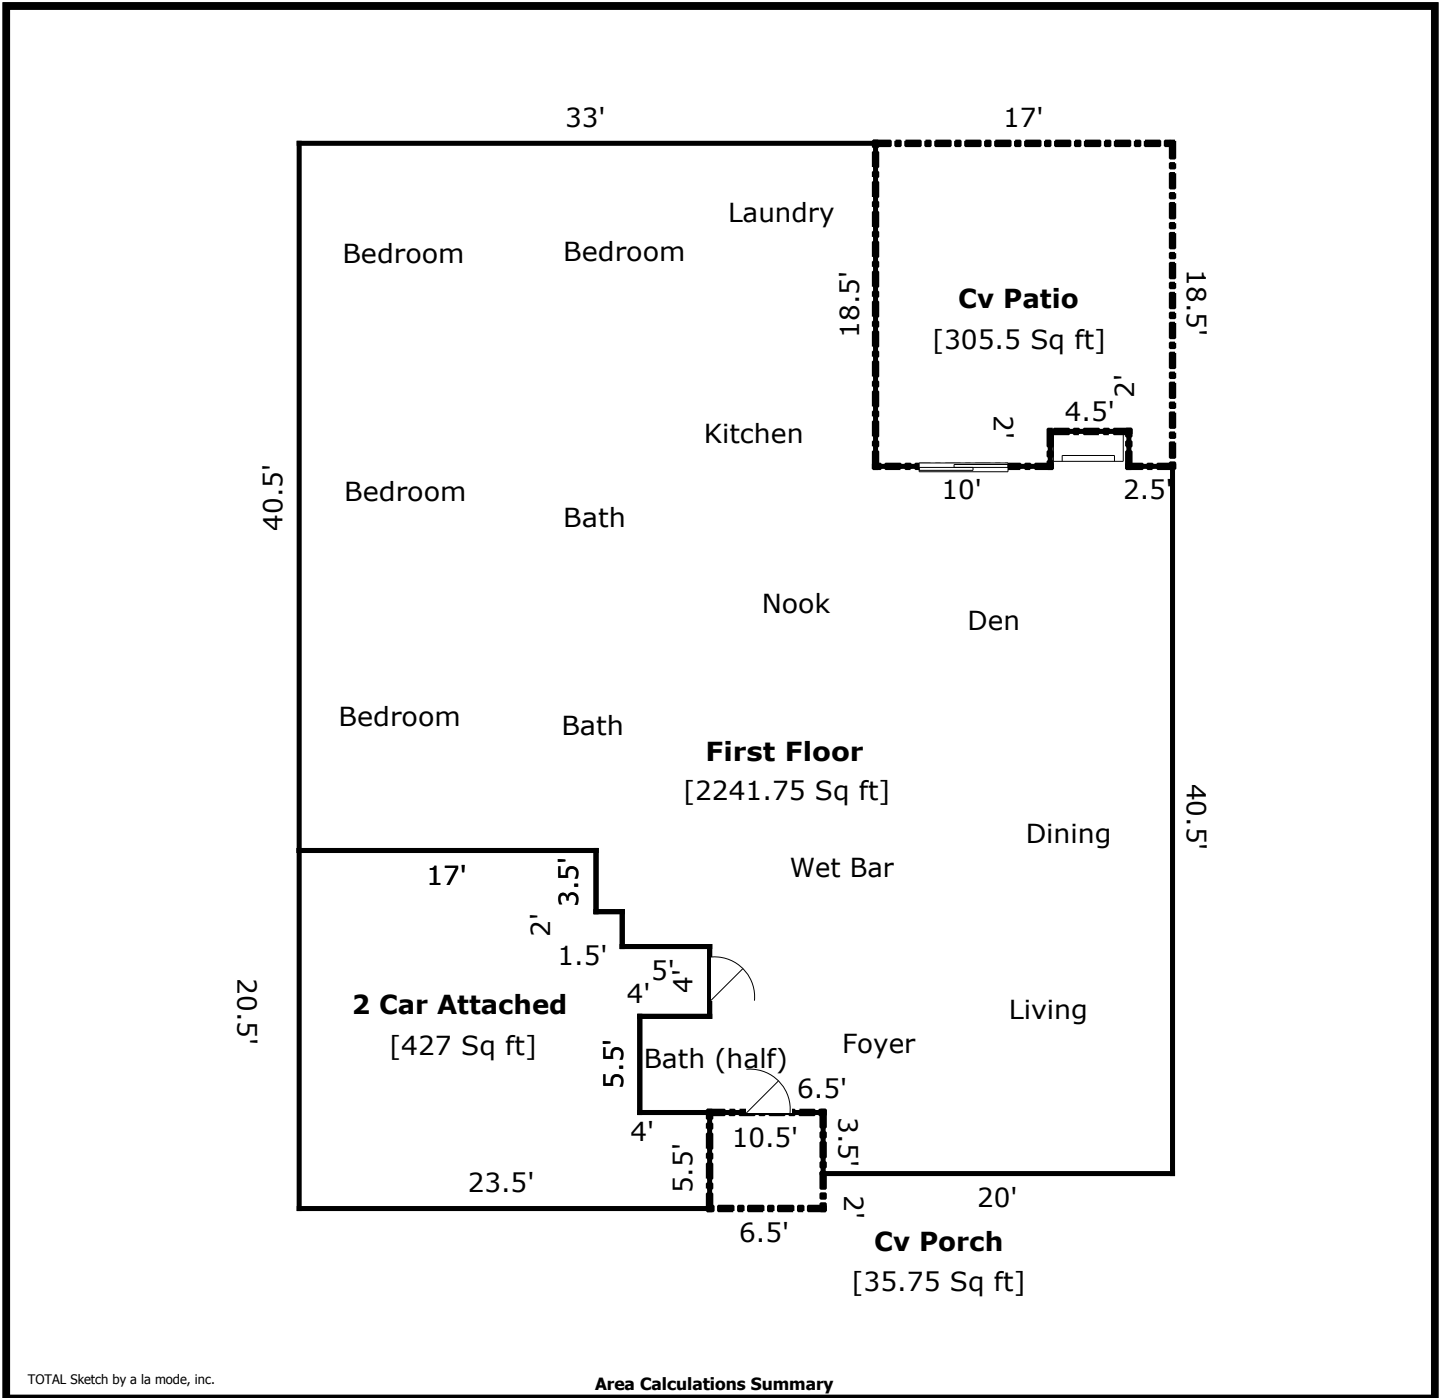 33'
17'
Laundry
Bedroom
Bedroom
18.5'
18.5'
Cv Patio
[305.5 Sq ft]
2'
4.5'
2'
Kitchen
40.5'
10'
2.5'
Bedroom
Bath
Nook
Den
Bedroom
Bath
First Floor
[2241.75 Sq ft]
40.5'
Dining
Wet Bar
17'
3.5'
2'
1.5'
5'
4'
4'
20.5'
2 Car Attached
[427 Sq ft]
Living
Foyer
5.5'
Bath (half)
6.5'
4'
10.5'
3.5'
5.5'
23.5'
20'
2'
6.5'
Cv Porch
[35.75 Sq ft]
TOTAL Sketch by a la mode, inc.
Area Calculations Summary